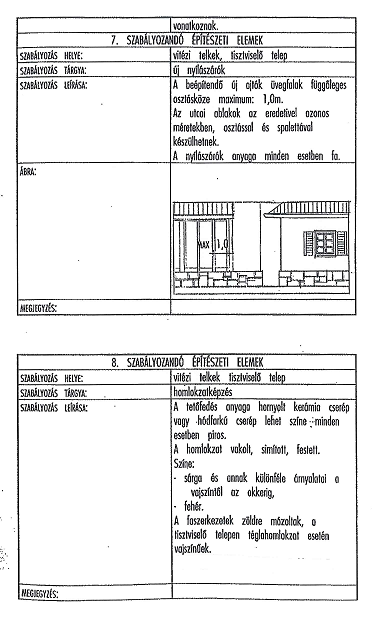 vonatkoznak.
7. SZABÁLYOZANDÓ ÉPÍTÉSZETI ELEMEK
SZABÁLYOZÁS HELYE: vitézi telkek, tisztviselő telep
SZABÁLYOZÁS TÁRGYA: új nyílászárók
SZABÁLYOZÁS LEÍRÁSA: A beépítendő új ajtók üvegfalak függőleges
osztásköze maximum: 1,0m.
Az utcai ablakok az eredetivel azonos
méretekben, osztással és spalettával
készülhetnek.
A nyílászárók anyaga minden esetben fa.
ÁBRA:
MAX 1,0
MEGJEGYZÉS:
8. SZABÁLYOZANDÓ ÉPÍTÉSZETI ELEMEK
SZABÁLYOZÁS HELYE: vitézi telkek tisztviselő telep
SZABÁLYOZÁS TÁRGYA: homlokzatképzés
SZABÁLYOZÁS LEÍRÁSA: A tetőfedés anyaga hornyolt kerámia cserép
vagy hódfarkú cserép lehet színe minden
esetben piros.
A homlokzat vakolt, simított, festett.
Színe:
- sárga és annak különféle árnyalatai a
vajszíntől az okkerig,
- fehér.
A faszerkezetek zöldre mázoltak, a
tisztviselő telepen téglahomlokzat esetén
vajszínűek.
MEGJEGYZÉS: